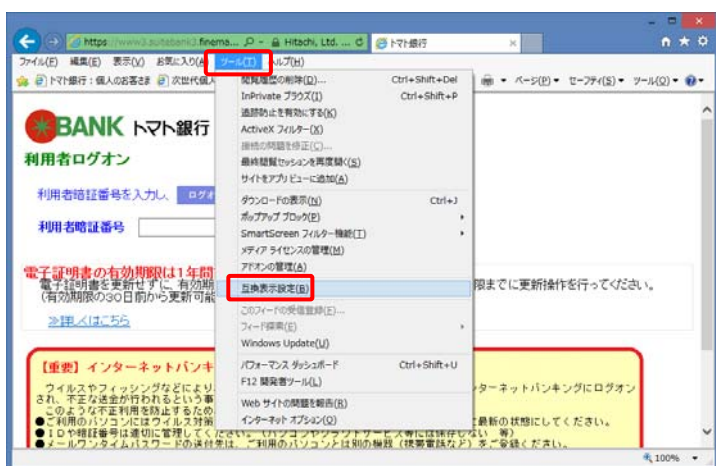 https://www3.suitebank3.finema... Hitachi, Ltd. ... トマト銀行
ファイル(F) 編集(E) 表示(V) お気に入り(A) ツール(T) ヘルプ(H)
トマト銀行:個人のお客さま 次世代個人 ページ(P) セーフティ(S) ツール(O)
閲覧履歴の削除(D)... Ctrl+Shift+Del
InPrivate ブラウズ(I) Ctrl+Shift+P
追跡防止を有効にする(K)
ActiveX フィルター(X)
接続の問題を修正(C)...
最終閲覧セッションを再度開く(S)
サイトをアプリ ビューに追加(A)
ダウンロードの表示(N) Ctrl+J
ポップアップ ブロック(P)
SmartScreen フィルター機能(T)
メディア ライセンスの管理(M)
アドオンの管理(A)
互換表示設定(B)
このフィードの受信登録(F)...
フィード探索(E)
Windows Update(U)
パフォーマンス ダッシュボード Ctrl+Shift+U
F12 開発者ツール(L)
Web サイトの問題を報告(R)
インターネット オプション(O)
BANK トマト銀行
利用者ログオン
利用者暗証番号を入力し、 ログオ
利用者暗証番号
電子証明書の有効期限は1年間
電子証明書を更新せずに、有効期 限までに更新操作を行ってください。
(有効期限の30日前から更新可能
≫詳しくはこちら
【重要】インターネットバンキ
ウイルスやフィッシングなどにより ターネットバンキングにログオン
され、不正な送金が行われるという事
このような不正利用を防止するため
●ご利用のパソコンにはウイルス対策 最新の状態にしてください。
●IDや暗証番号は適切に管理してください。(パソコンやクラウドサービス等には保存しない 等)
●メールワンタイムパスワードの送付先は、ご利用のパソコンとは別の機器(携帯電話など)をご登録ください。
100%